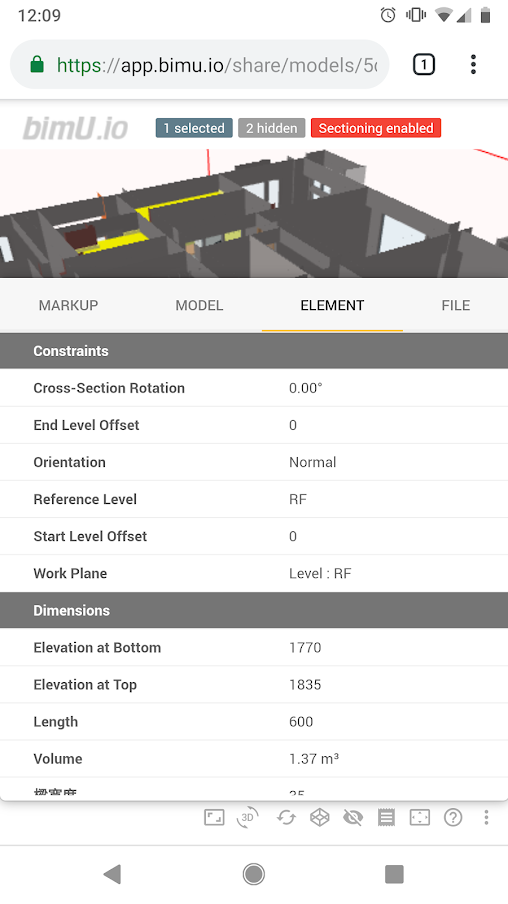 12:09
https://app.bimu.io/share/models/5
1
bimU.io
1 selected
2 hidden
Sectioning enabled
MARKUP
MODEL
ELEMENT
FILE
Constraints
Cross-Section Rotation 0.00°
End Level Offset 0
Orientation Normal
Reference Level RF
Start Level Offset 0
Work Plane Level : RF
Dimensions
Elevation at Bottom 1770
Elevation at Top 1835
Length 600
Volume 1.37 m³
3D